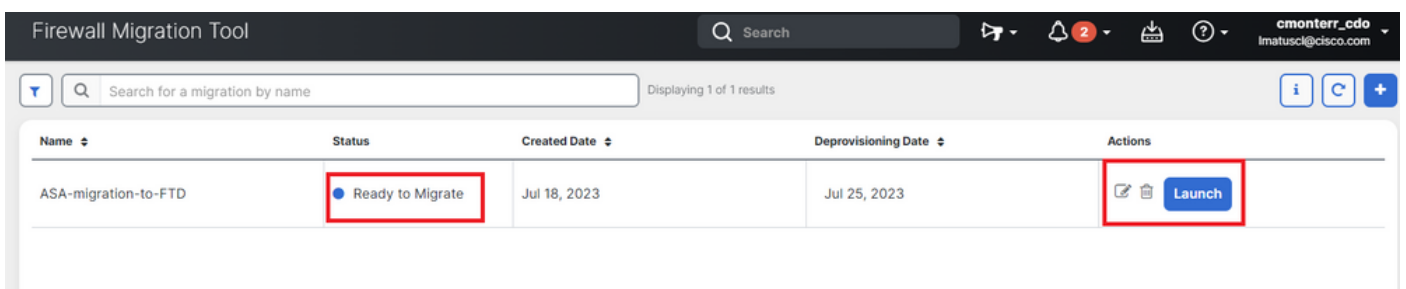 Firewall Migration Tool
Search
2
cmonterr_cdo
lmatuscl@cisco.com
Search for a migration by name
Displaying 1 of 1 results
Name Status Created Date Deprovisioning Date Actions
ASA-migration-to-FTD Ready to Migrate Jul 18, 2023 Jul 25, 2023 Launch